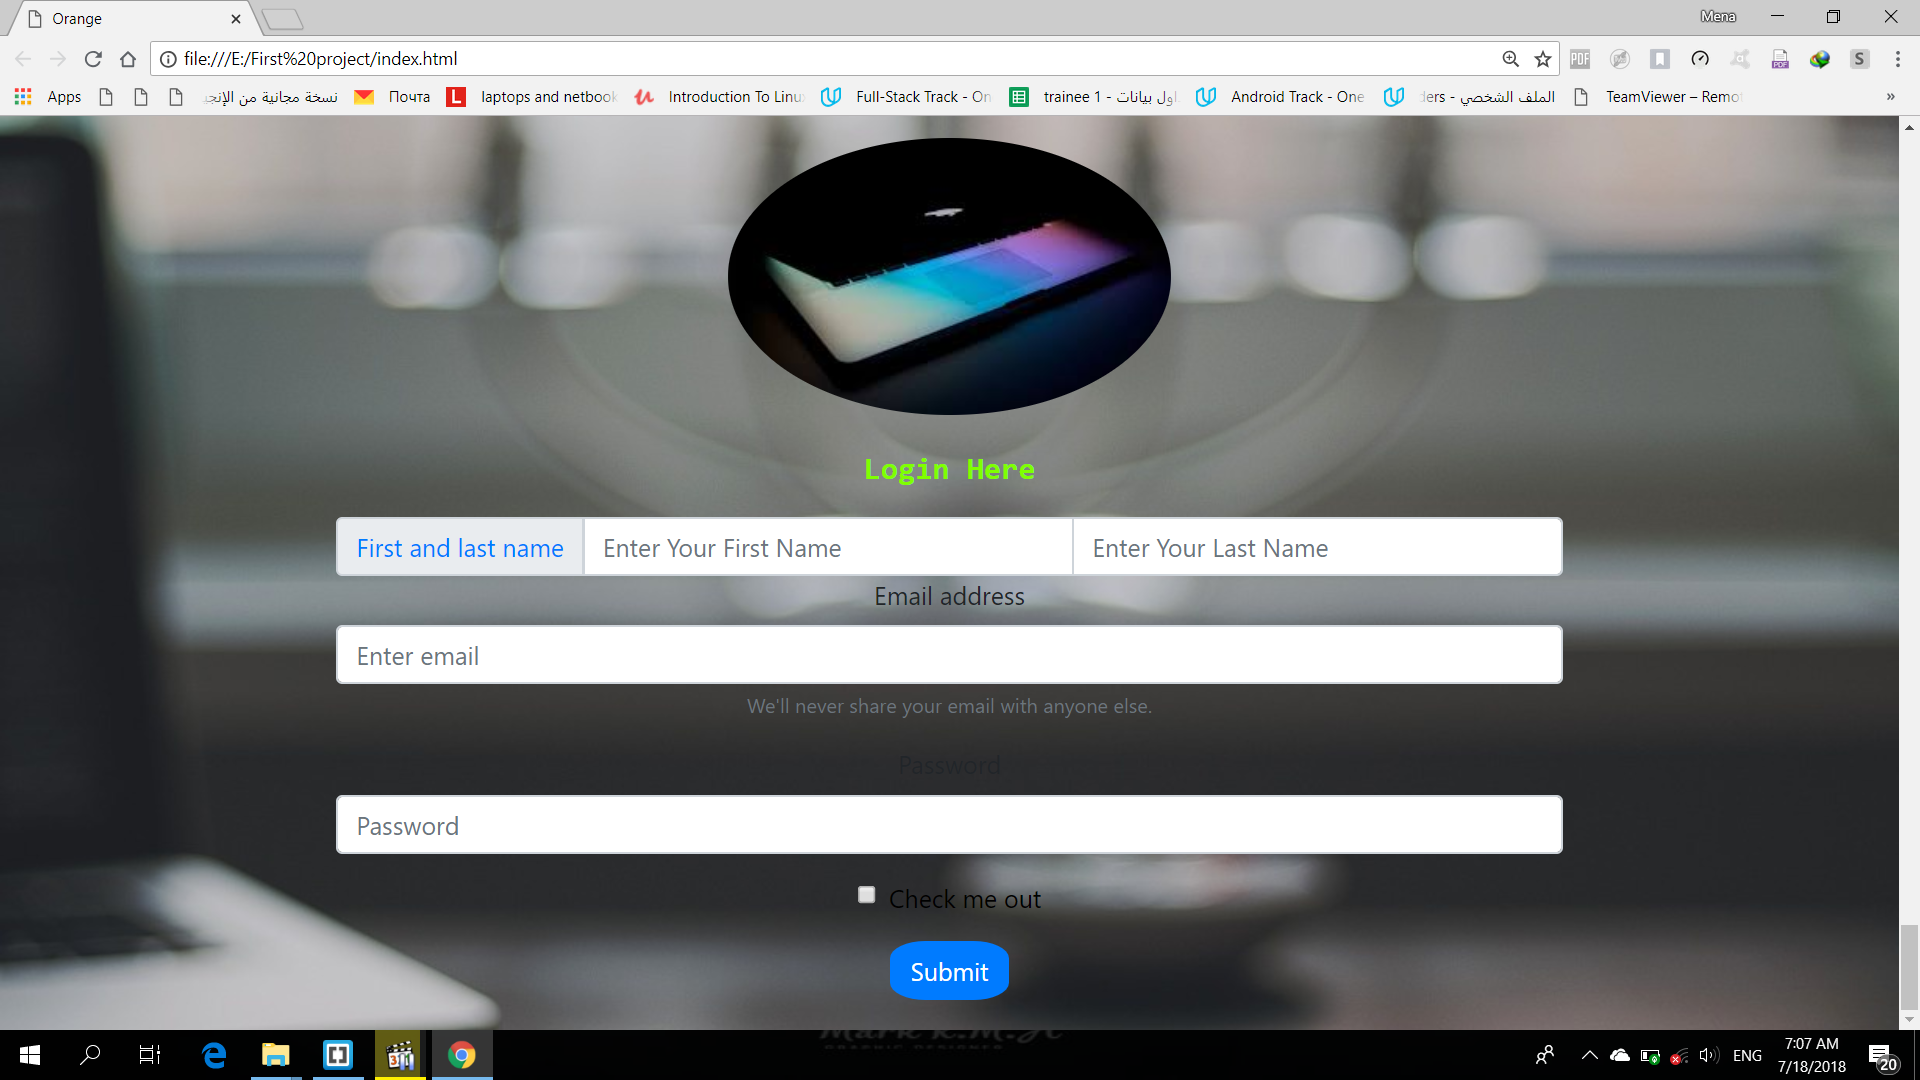 Orange
Mena
file:///E:/First%20project/index.html
Apps
نسخة مجانية من الإنجي
Почта
L
laptops and netbook
Introduction To Linu
Full-Stack Track - On
trainee 1 - اول بيانات
Android Track - One
الملف الشخصي - ders
TeamViewer – Remo
»
Login Here
First and last name
Enter Your First Name
Enter Your Last Name
Email address
Enter email
We'll never share your email with anyone else.
Password
Password
Check me out
Submit
ENG
7:07 AM
7/18/2018
20